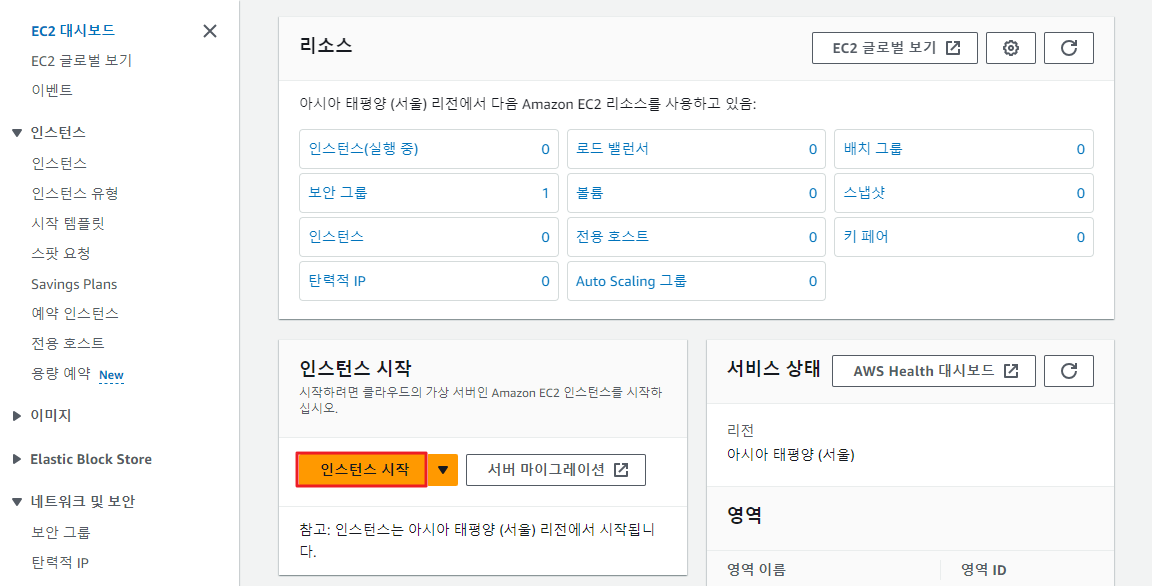 EC2 대시보드
EC2 글로벌 보기
이벤트
인스턴스
인스턴스
인스턴스 유형
시작 템플릿
스팟 요청
Savings Plans
예약 인스턴스
전용 호스트
용량 예약 New
이미지
Elastic Block Store
네트워크 및 보안
보안 그룹
탄력적 IP
리소스
EC2 글로벌 보기
아시아 태평양 (서울) 리전에서 다음 Amazon EC2 리소스를 사용하고 있음:
인스턴스(실행 중) 0
로드 밸런서 0
배치 그룹 0
보안 그룹 1
볼륨 0
스냅샷 0
인스턴스 0
전용 호스트 0
키 페어 0
탄력적 IP 0
Auto Scaling 그룹 0
인스턴스 시작
시작하려면 클라우드의 가상 서버인 Amazon EC2 인스턴스를 시작하
십시오.
인스턴스 시작
서버 마이그레이션
참고: 인스턴스는 아시아 태평양 (서울) 리전에서 시작됩니
다.
서비스 상태
AWS Health 대시보드
리전
아시아 태평양 (서울)
영역
영역 이름
영역 ID